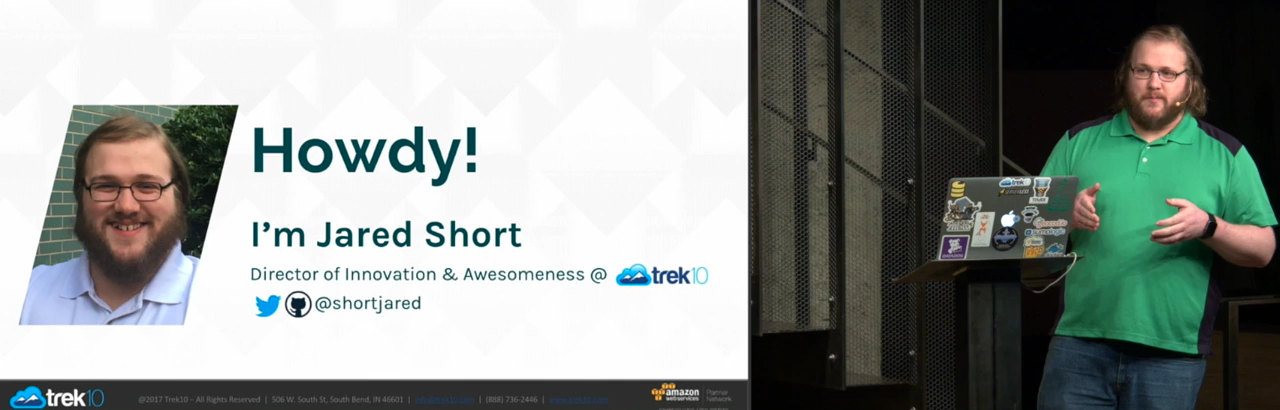 Howdy!
I'm Jared Short
Director of Innovation & Awesomeness @ trek10
@shortjared
trek10
@2017 Trek10 – All Rights Reserved | 506 W. South St, South Bend, IN 46601 | | (888) 736-2446 |
amazon
web services
Partner
Network